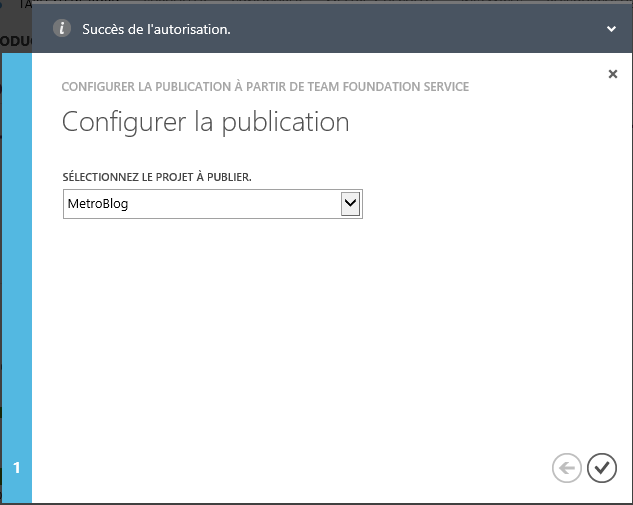 Succès de l'autorisation.
CONFIGURER LA PUBLICATION À PARTIR DE TEAM FOUNDATION SERVICE
Configurer la publication
SÉLECTIONNEZ LE PROJET À PUBLIER.
MetroBlog
1